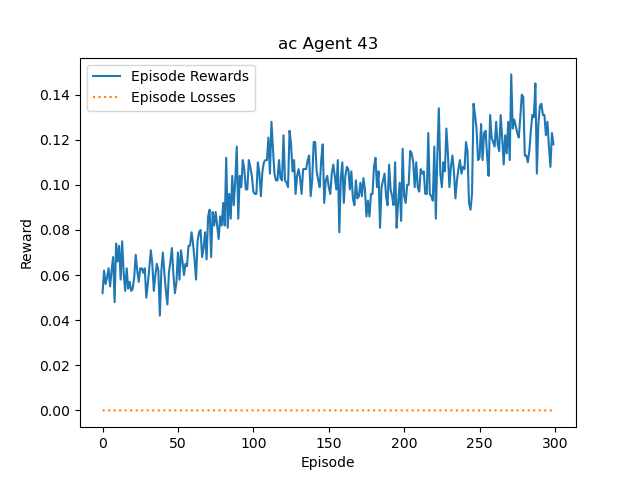 ac Agent 43
Episode Rewards
Episode Losses
0.14
0.12
0.10
0.08
0.06
0.04
0.02
0.00
Reward
0 50 100 150 200 250 300
Episode